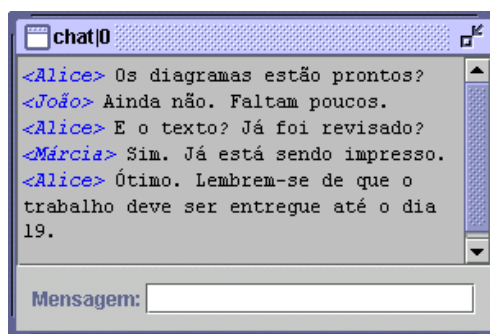 chat|0
<Alice> Os diagramas estão prontos?
<João> Ainda não. Faltam poucos.
<Alice> E o texto? Já foi revisado?
<Márcia> Sim. Já está sendo impresso.
<Alice> Ótimo. Lembrem-se de que o
trabalho deve ser entregue até o dia
19.
Mensagem: